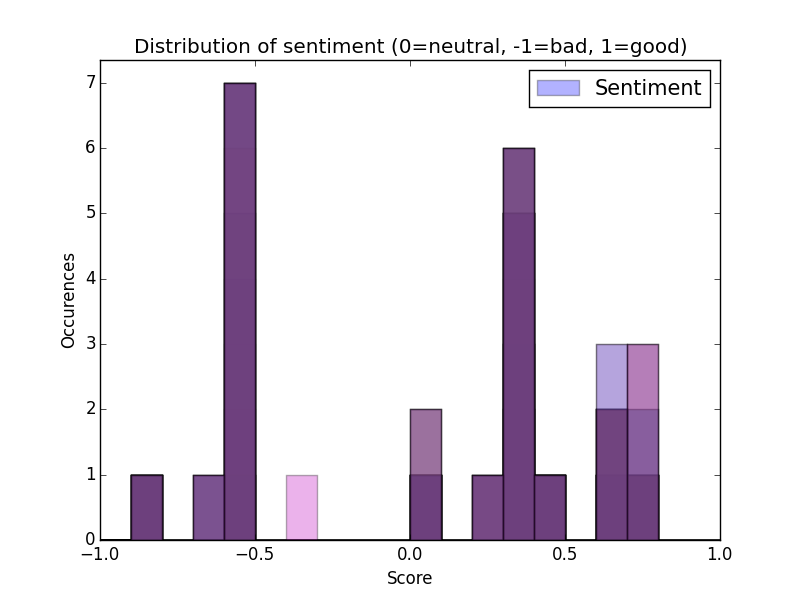 Distribution of sentiment (0=neutral, -1=bad, 1=good)
Sentiment
7
6
5
4
3
2
1
0
Occurences
−1.0 −0.5 0.0 0.5 1.0
Score